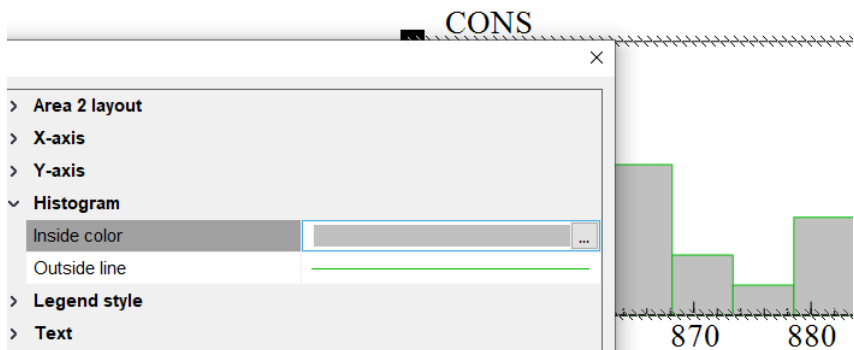 CONS
Area 2 layout
X-axis
Y-axis
Histogram
Inside color
...
Outside line
Legend style
Text
870 880